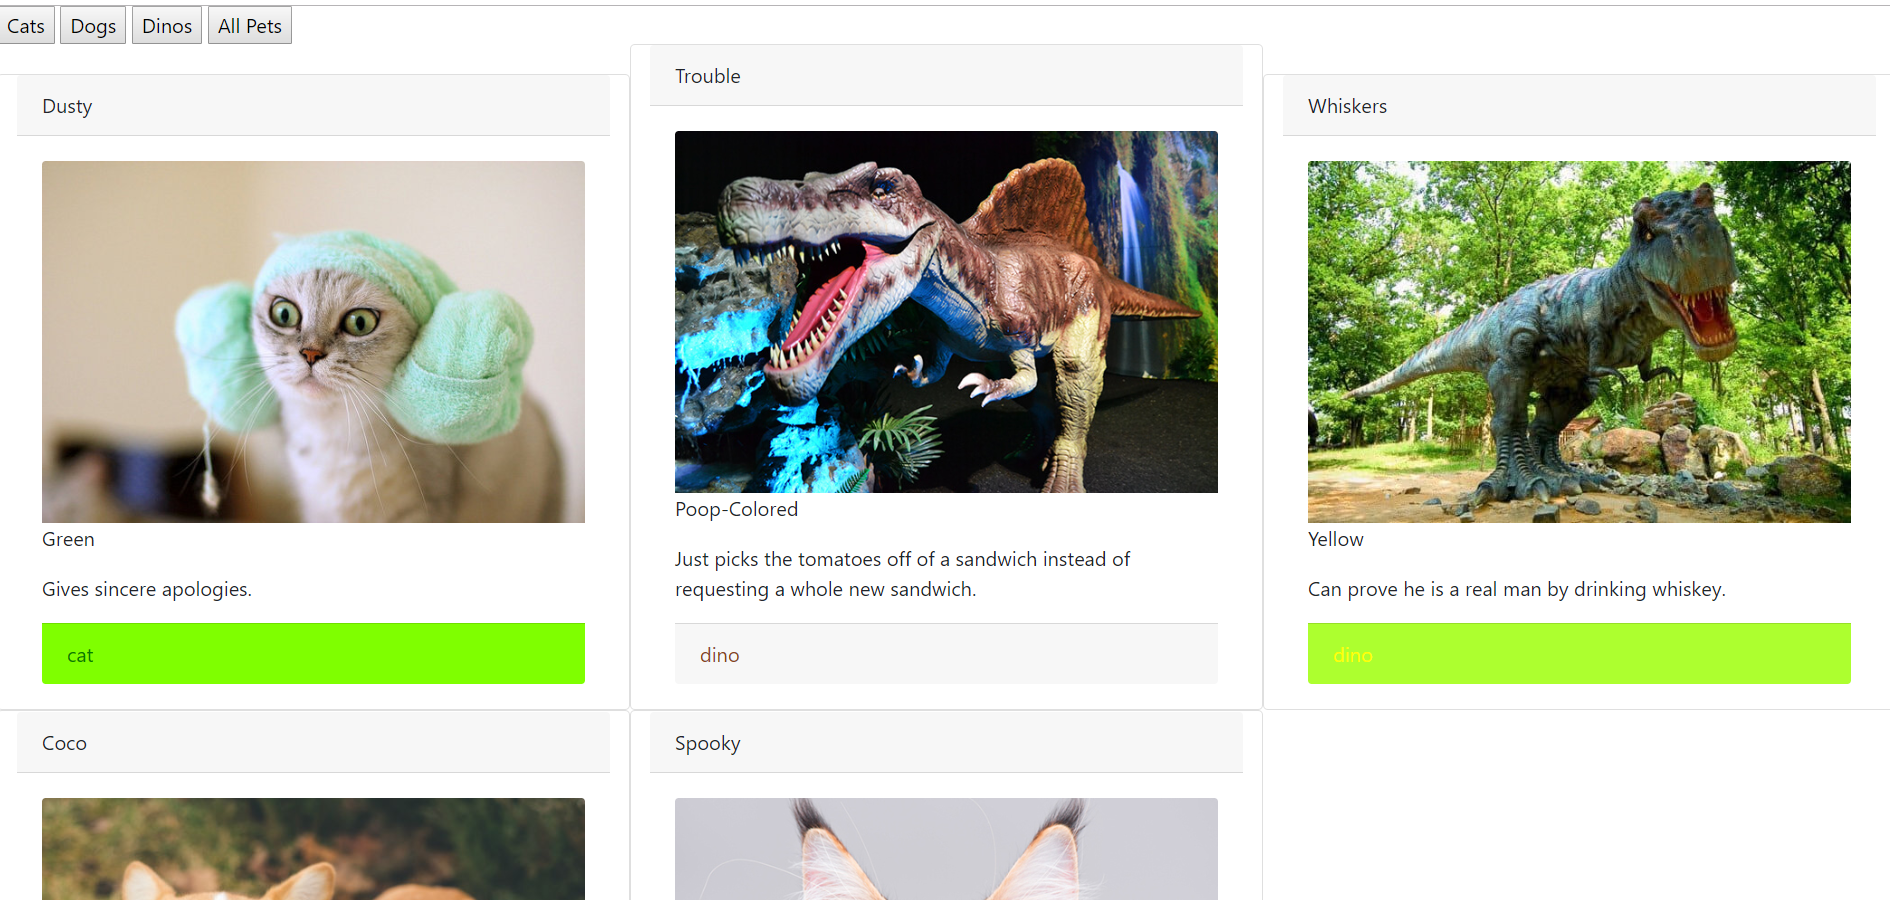 Cats Dogs Dinos All Pets
Dusty
Green
Gives sincere apologies.
cat
Trouble
Poop-Colored
Just picks the tomatoes off of a sandwich instead of
requesting a whole new sandwich.
dino
Whiskers
Yellow
Can prove he is a real man by drinking whiskey.
dino
Coco
Spooky